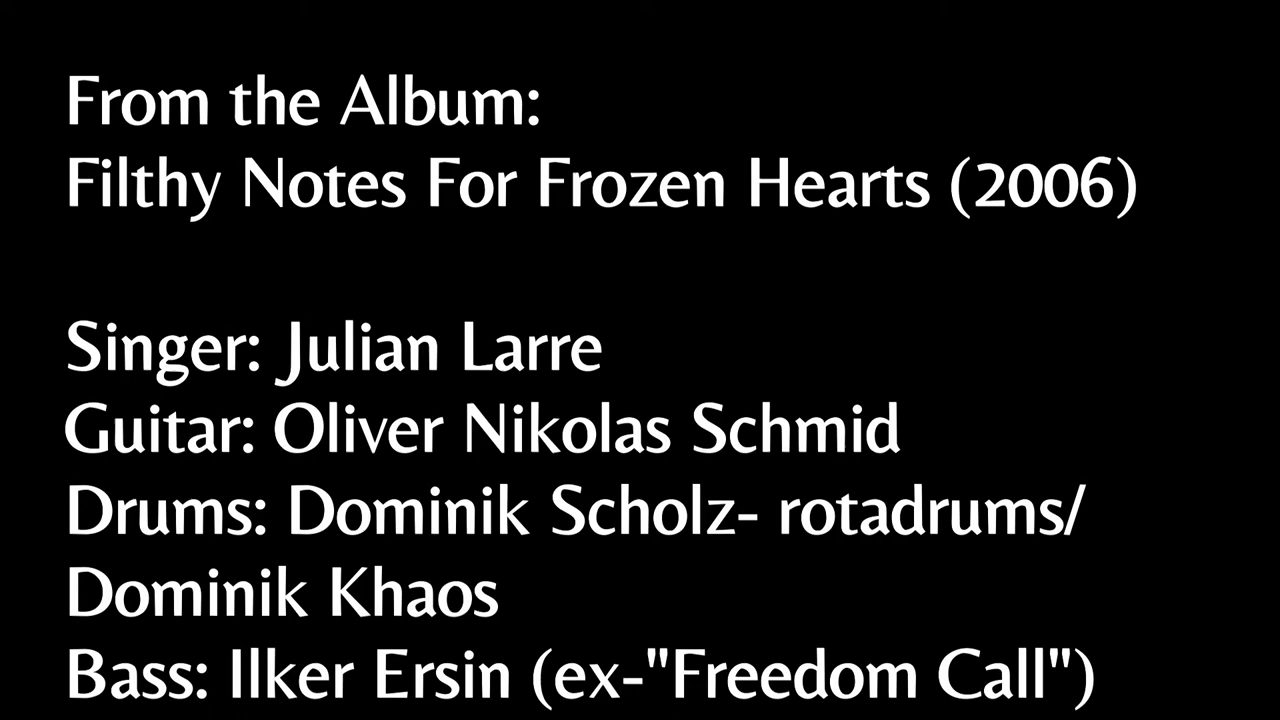 From the Album:
Filthy Notes For Frozen Hearts (2006)
Singer: Julian Larre
Guitar: Oliver Nikolas Schmid
Drums: Dominik Scholz- rotadrums/
Dominik Khaos
Bass: Ilker Ersin (ex-"Freedom Call")